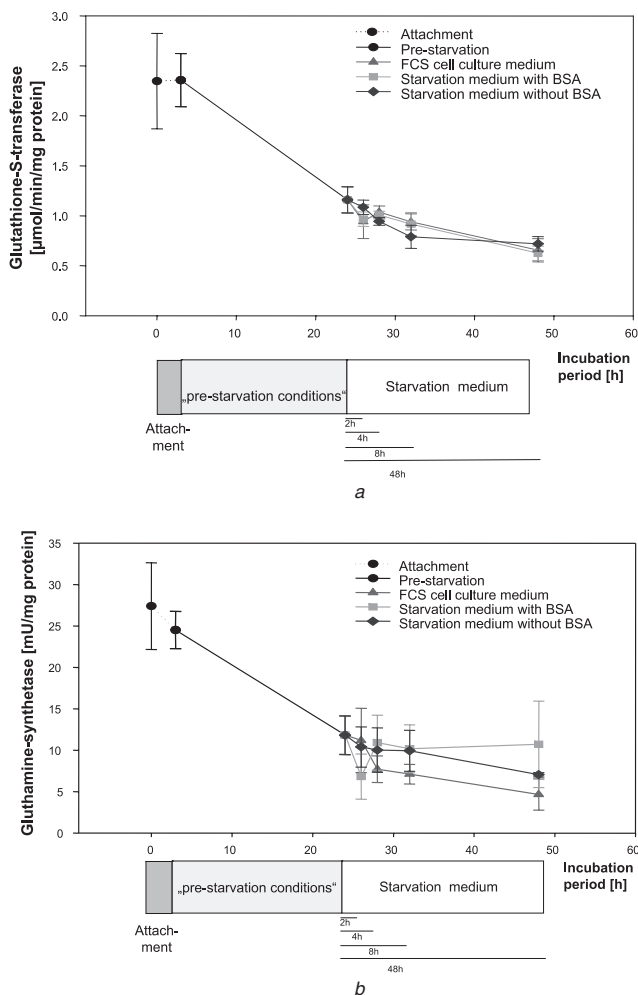 3.0
2.5
2.0
1.5
1.0
0.5
0.0
Glutathione-S-transferase
[µmol/min/mg protein]
Attachment
Pre-starvation
FCS cell culture medium
Starvation medium with BSA
Starvation medium without BSA
0 10 20 30 40 50 60
Incubation
period [h]
„pre-starvation conditions“
Starvation medium
Attach-
ment
2h
4h
8h
48h
a
35
30
25
20
15
10
5
0
Gluthamine-synthetase [mU/mg protein]
Attachment
Pre-starvation
FCS cell culture medium
Starvation medium with BSA
Starvation medium without BSA
0 10 20 30 40 50 60
Incubation
period [h]
„pre-starvation conditions“
Starvation medium
Attach-
ment
2h
4h
8h
48h
b